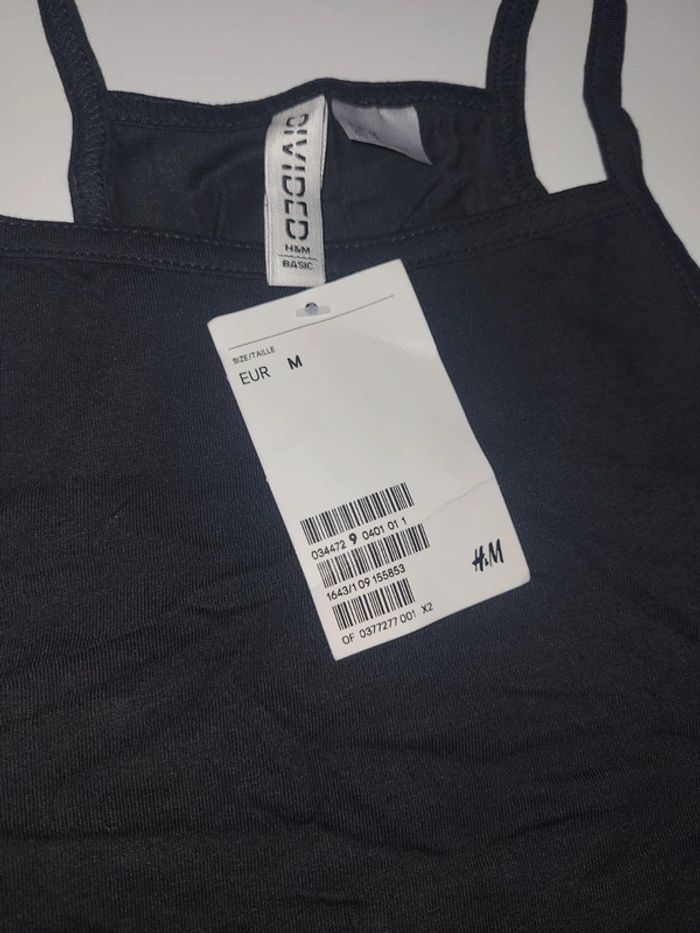 DIVIDED
H&M
BASIC
SIZE/TAILLE
EUR M
034472 9 0401 01 1
1643/1 09 155853
OF 0377277 001 X2
H&M